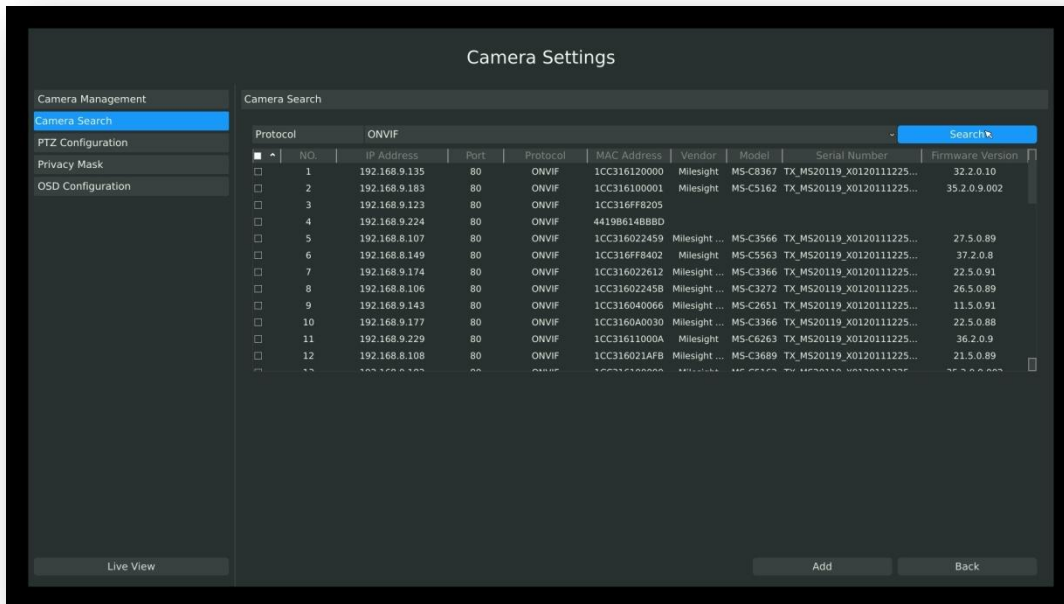 Camera Settings
Camera Management
Camera Search
PTZ Configuration
Privacy Mask
OSD Configuration
Live View
Camera Search
Protocol ONVIF Search
NO. IP Address Port Protocol MAC Address Vendor Model Serial Number Firmware Version
1 192.168.9.135 80 ONVIF 1CC316120000 Milesight MS-C8367 TX_MS20119_X0120111225... 32.2.0.10
2 192.168.9.183 80 ONVIF 1CC316100001 Milesight MS-C5162 TX_MS20119_X0120111225... 35.2.0.9.002
3 192.168.9.123 80 ONVIF 1CC316FF8205
4 192.168.9.224 80 ONVIF 4419B614BBBD
5 192.168.8.107 80 ONVIF 1CC316022459 Milesight ... MS-C3566 TX_MS20119_X0120111225... 27.5.0.89
6 192.168.8.149 80 ONVIF 1CC316FF8402 Milesight MS-C5563 TX_MS20119_X0120111225... 37.2.0.8
7 192.168.9.174 80 ONVIF 1CC316022612 Milesight ... MS-C3366 TX_MS20119_X0120111225... 22.5.0.91
8 192.168.8.106 80 ONVIF 1CC31602245B Milesight ... MS-C3272 TX_MS20119_X0120111225... 26.5.0.89
9 192.168.9.143 80 ONVIF 1CC316040066 Milesight ... MS-C2651 TX_MS20119_X0120111225... 11.5.0.91
10 192.168.9.177 80 ONVIF 1CC3160A0030 Milesight ... MS-C3366 TX_MS20119_X0120111225... 22.5.0.88
11 192.168.9.229 80 ONVIF 1CC31611000A Milesight MS-C6263 TX_MS20119_X0120111225... 36.2.0.9
12 192.168.8.108 80 ONVIF 1CC316021AFB Milesight ... MS-C3689 TX_MS20119_X0120111225... 21.5.0.89
Add Back